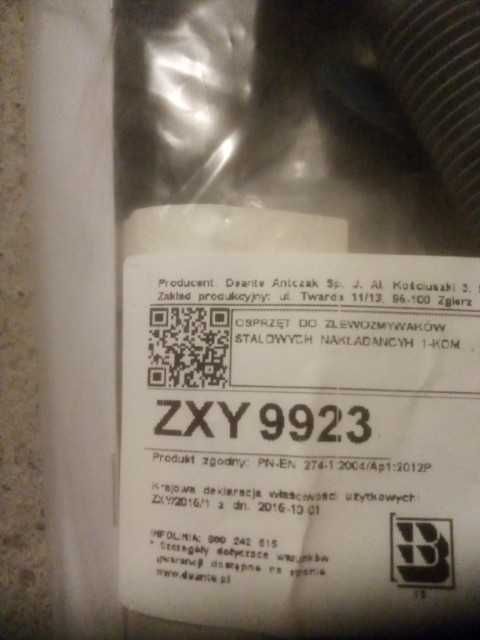 Producent: Deante Antczak Sp. J. Al. Kościuszki 3,
Zakład produkcyjny: ul. Twarda 11/13, 95-100 Zgierz
OSPRZĘT DO ZLEWOZMYWAKÓW
STALOWYCH NAKŁADANCYH 1-KOM
ZXY 9923
Produkt zgodny: PN-EN 274-1:2004/Ap1:2012P
Krajowa deklaracja właściwości użytkowych:
ZXY/2016/1 z dn. 2016-10-01
INFOLINIA: 800 242 615
* Szczegóły dotyczące warunków
gwarancji dostępne na stronie
www.deante.pl
B